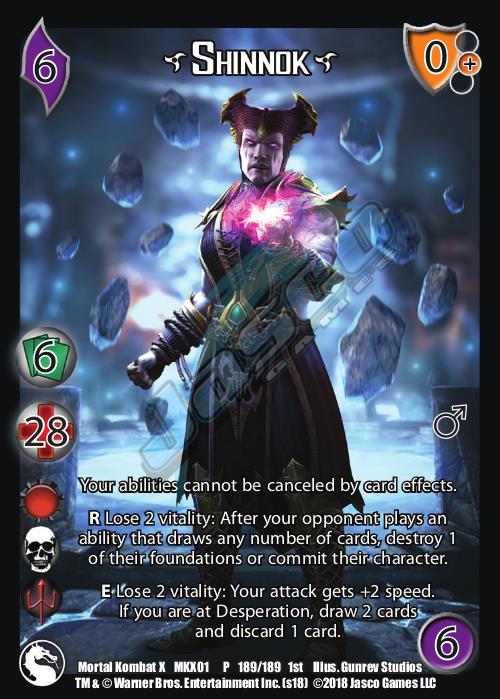 6
SHINNOK
0
+
6
28
Your abilities cannot be canceled by card effects.
R Lose 2 vitality: After your opponent plays an
ability that draws any number of cards, destroy 1
of their foundations or commit their character.
E Lose 2 vitality: Your attack gets +2 speed.
If you are at Desperation, draw 2 cards
and discard 1 card.
6
Mortal Kombat X MKX01 P 189/189 1st Illus. Gunrev Studios
TM & © Warner Bros. Entertainment Inc. (s18) ©2018 Jasco Games LLC
JASCO
GAMES